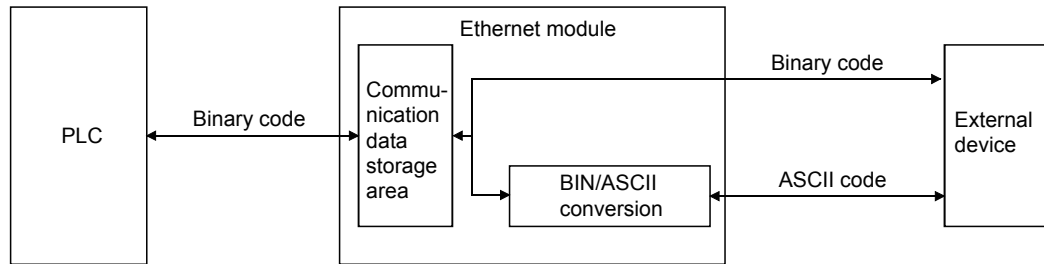 Ethernet module
Binary code
Commu-
nication
data
storage
area
Binary code
PLC
External
device
BIN/ASCII
conversion
ASCII code